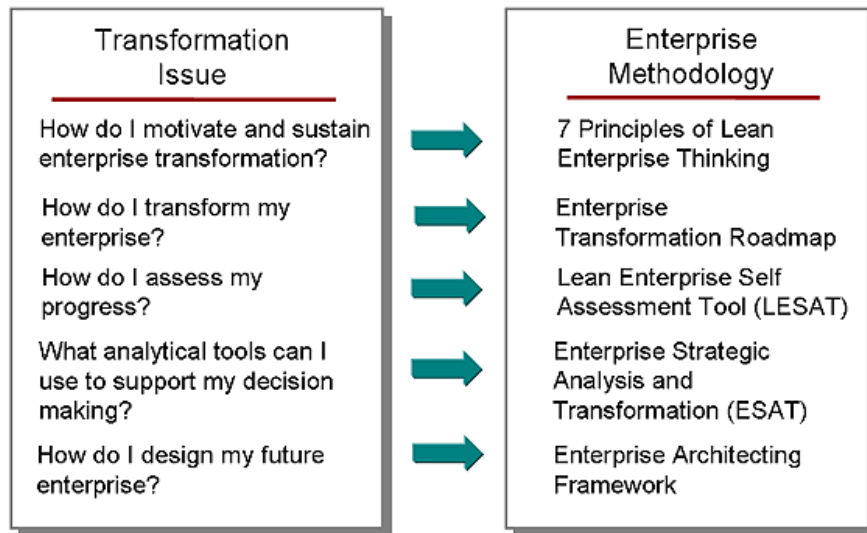 Transformation
Issue
How do I motivate and sustain
enterprise transformation?
How do I transform my
enterprise?
How do I assess my
progress?
What analytical tools can I
use to support my decision
making?
How do I design my future
enterprise?
Enterprise
Methodology
7 Principles of Lean
Enterprise Thinking
Enterprise
Transformation Roadmap
Lean Enterprise Self
Assessment Tool (LESAT)
Enterprise Strategic
Analysis and
Transformation (ESAT)
Enterprise Architecting
Framework